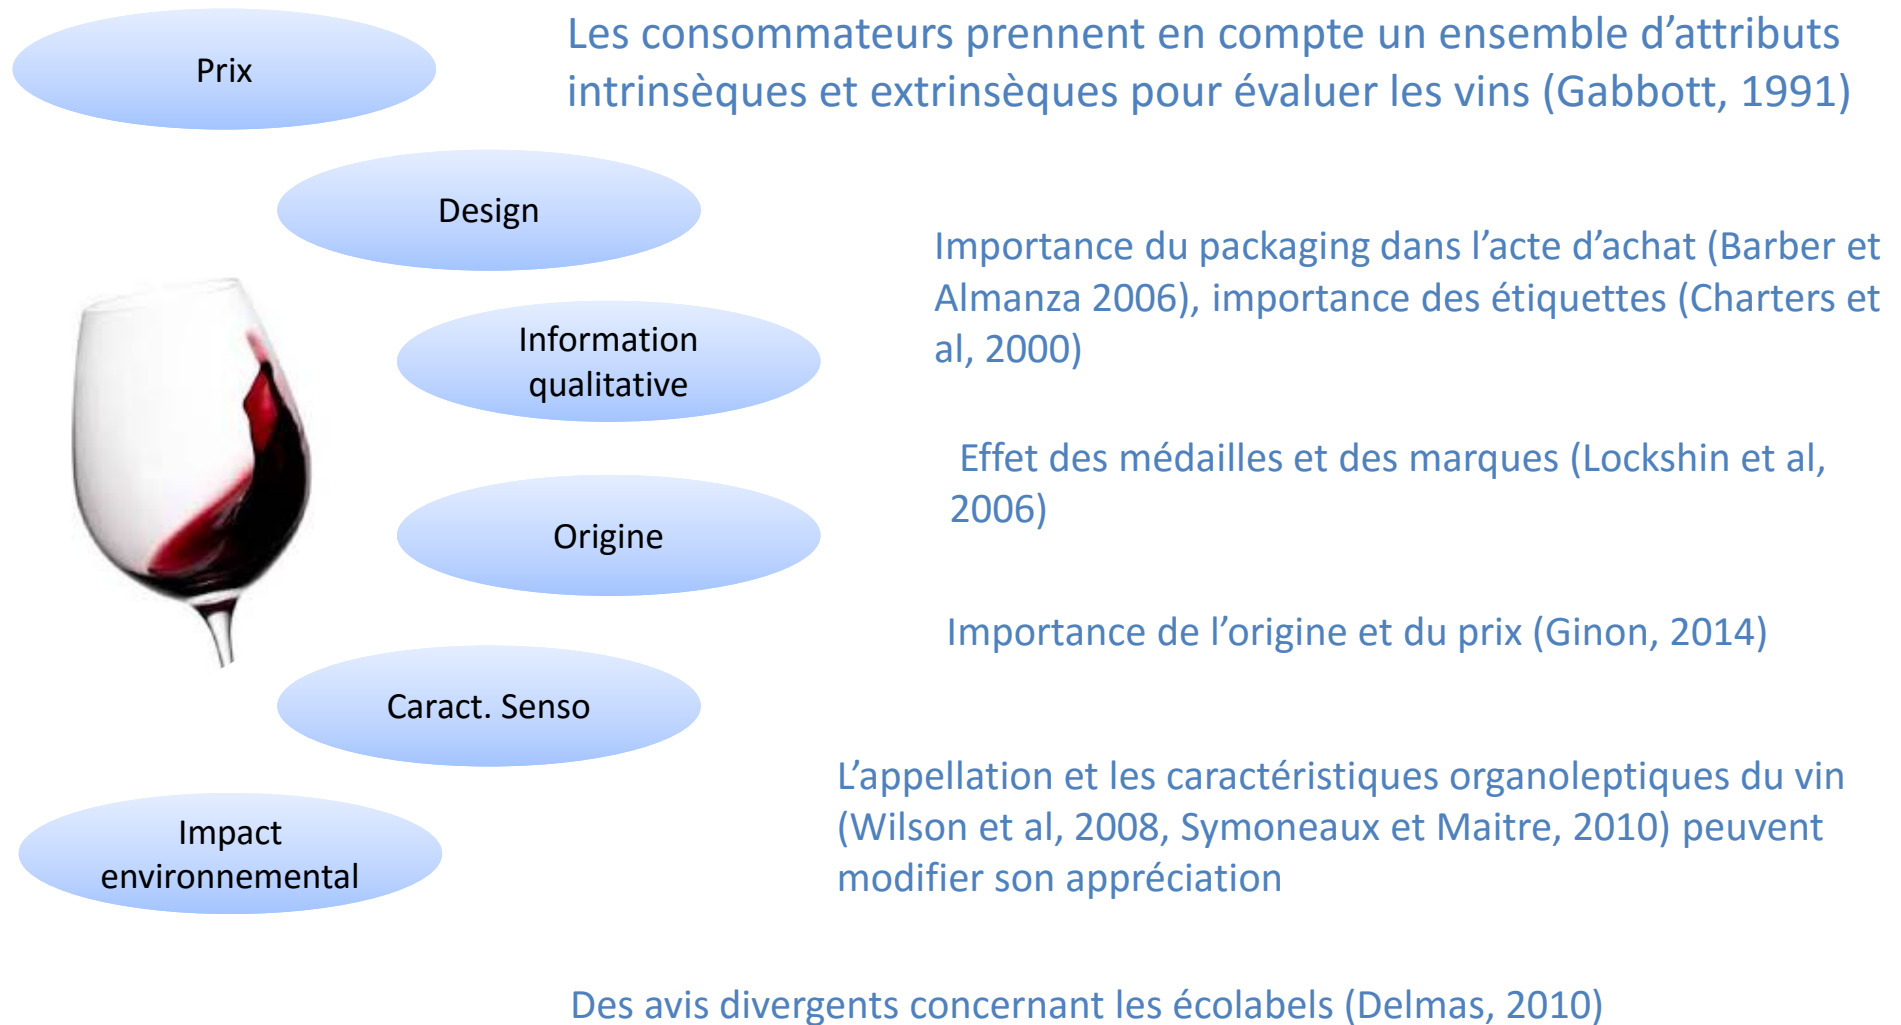 Prix
Les consommateurs prennent en compte un ensemble d’attributs
intrinsèques et extrinsèques pour évaluer les vins (Gabbott, 1991)
Design
Importance du packaging dans l’acte d’achat (Barber et
Almanza 2006), importance des étiquettes (Charters et
al, 2000)
Information
qualitative
Effet des médailles et des marques (Lockshin et al,
2006)
Origine
Importance de l’origine et du prix (Ginon, 2014)
Caract. Senso
L’appellation et les caractéristiques organoleptiques du vin
(Wilson et al, 2008, Symoneaux et Maitre, 2010) peuvent
modifier son appréciation
Impact
environnemental
Des avis divergents concernant les écolabels (Delmas, 2010)